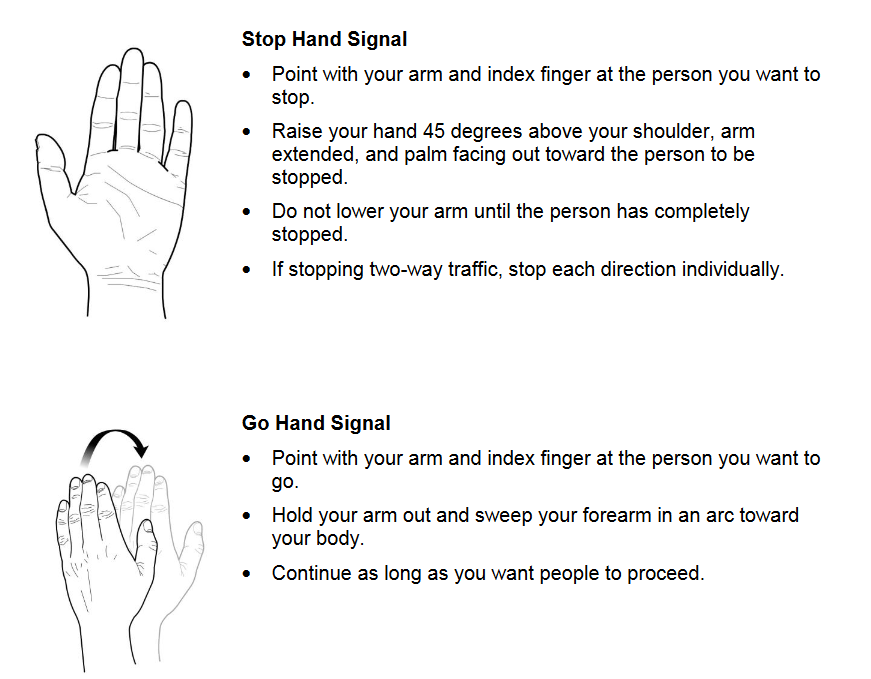 Stop Hand Signal
• Point with your arm and index finger at the person you want to
stop.
• Raise your hand 45 degrees above your shoulder, arm
extended, and palm facing out toward the person to be
stopped.
• Do not lower your arm until the person has completely
stopped.
• If stopping two-way traffic, stop each direction individually.
Go Hand Signal
• Point with your arm and index finger at the person you want to
go.
• Hold your arm out and sweep your forearm in an arc toward
your body.
• Continue as long as you want people to proceed.